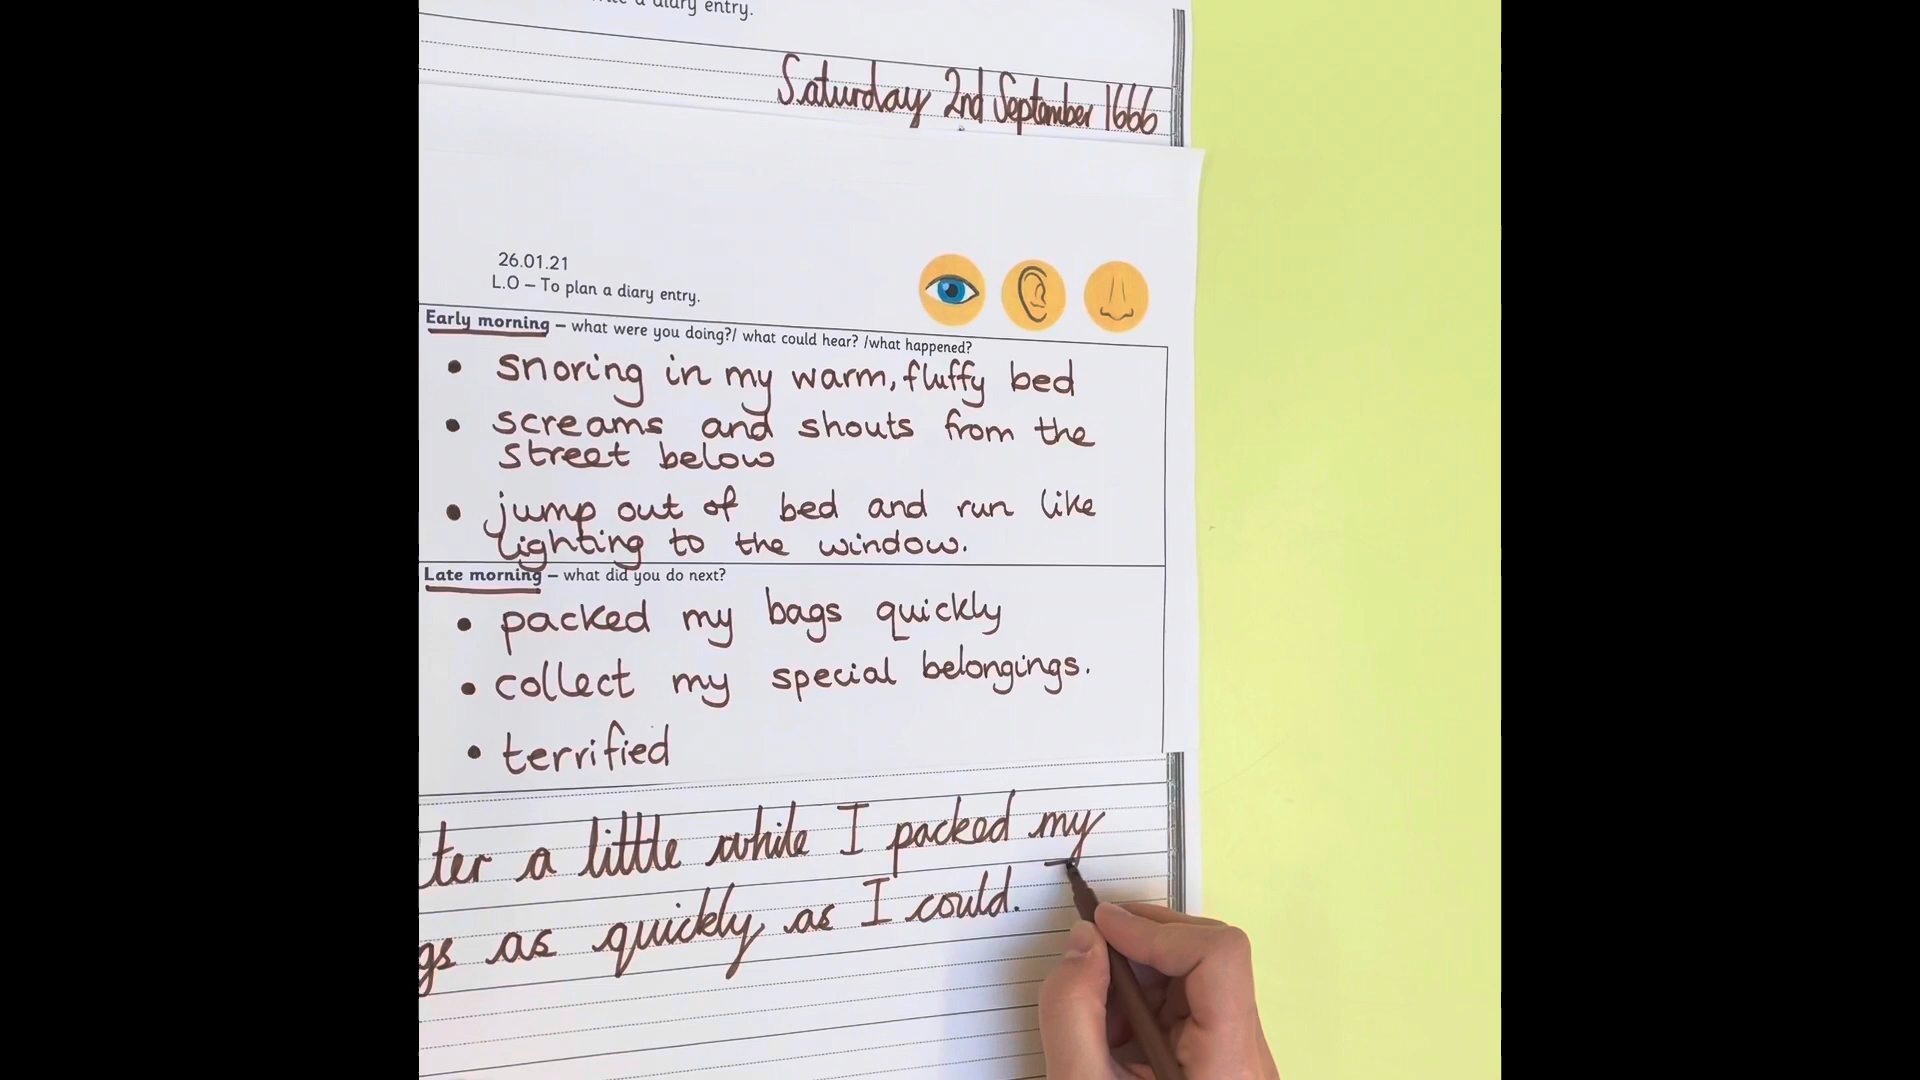 a diary entry.
Saturday 2nd September 1666
26.01.21
L.O – To plan a diary entry.
Early morning – what were you doing?/ what could hear? /what happened?
• snoring in my warm, fluffy bed
• screams and shouts from the
street below
• jump out of bed and run like
lighting to the window.
Late morning – what did you do next?
• packed my bags quickly
• collect my special belongings.
• terrified
ter a little while I packed my
gs as quickly as I could. I